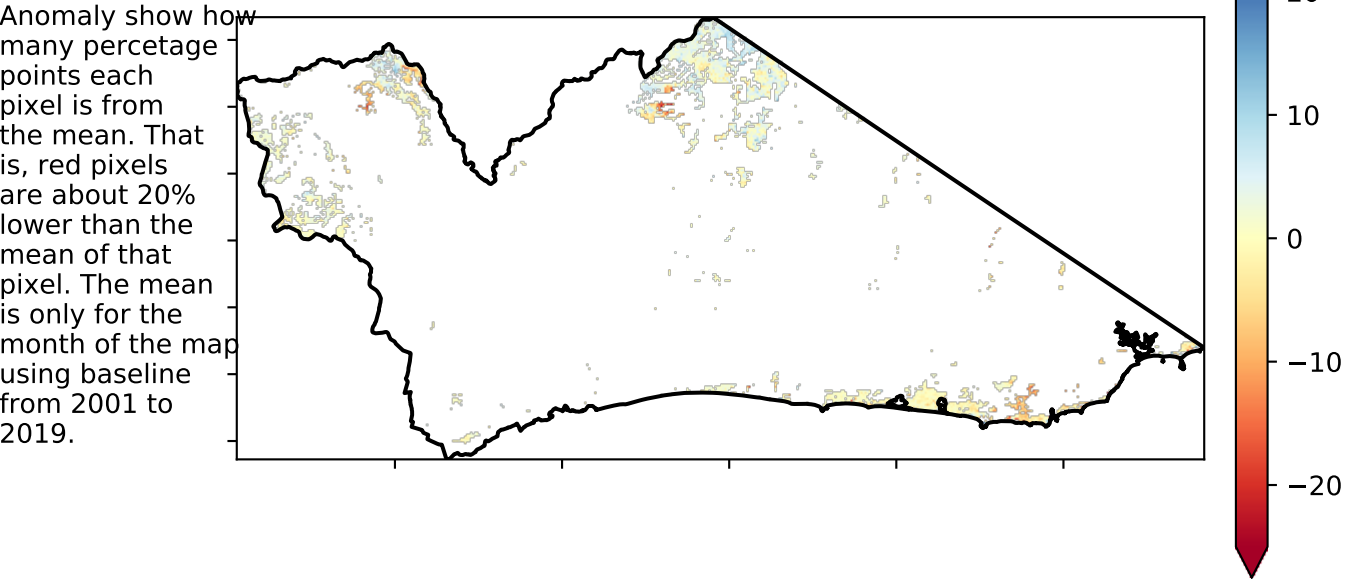 Anomaly show how
many percetage
points each
pixel is from
the mean. That
is, red pixels
are about 20%
lower than the
mean of that
pixel. The mean
is only for the
month of the map
using baseline
from 2001 to
2019.
10
0
−10
−20